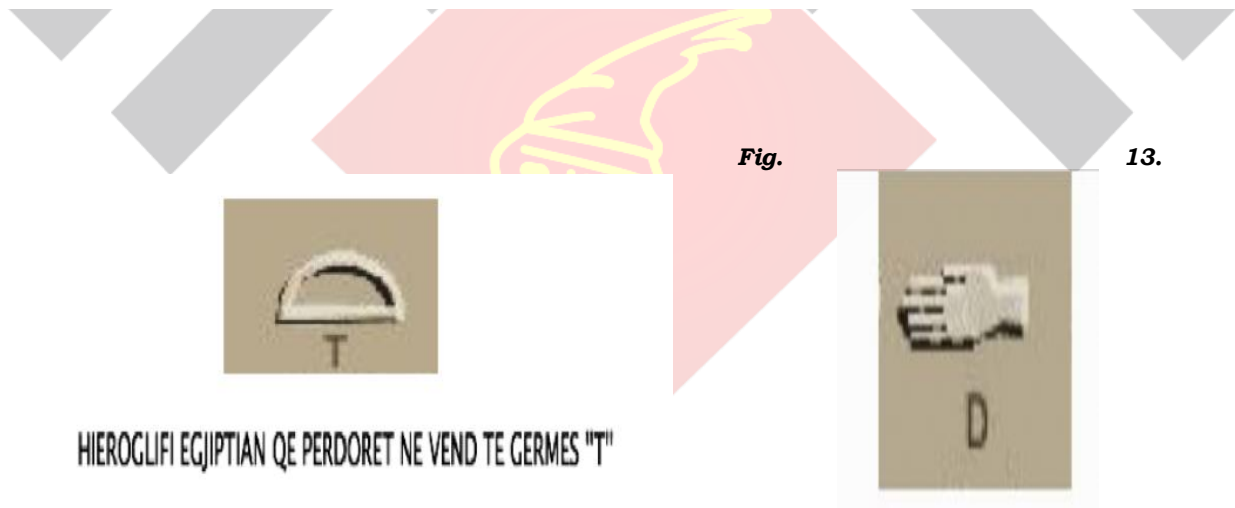 Fig. 13.
T
D
HIEROGLIFI EGJIPTIAN QE PERDORET NE VEND TE GERMES "T"